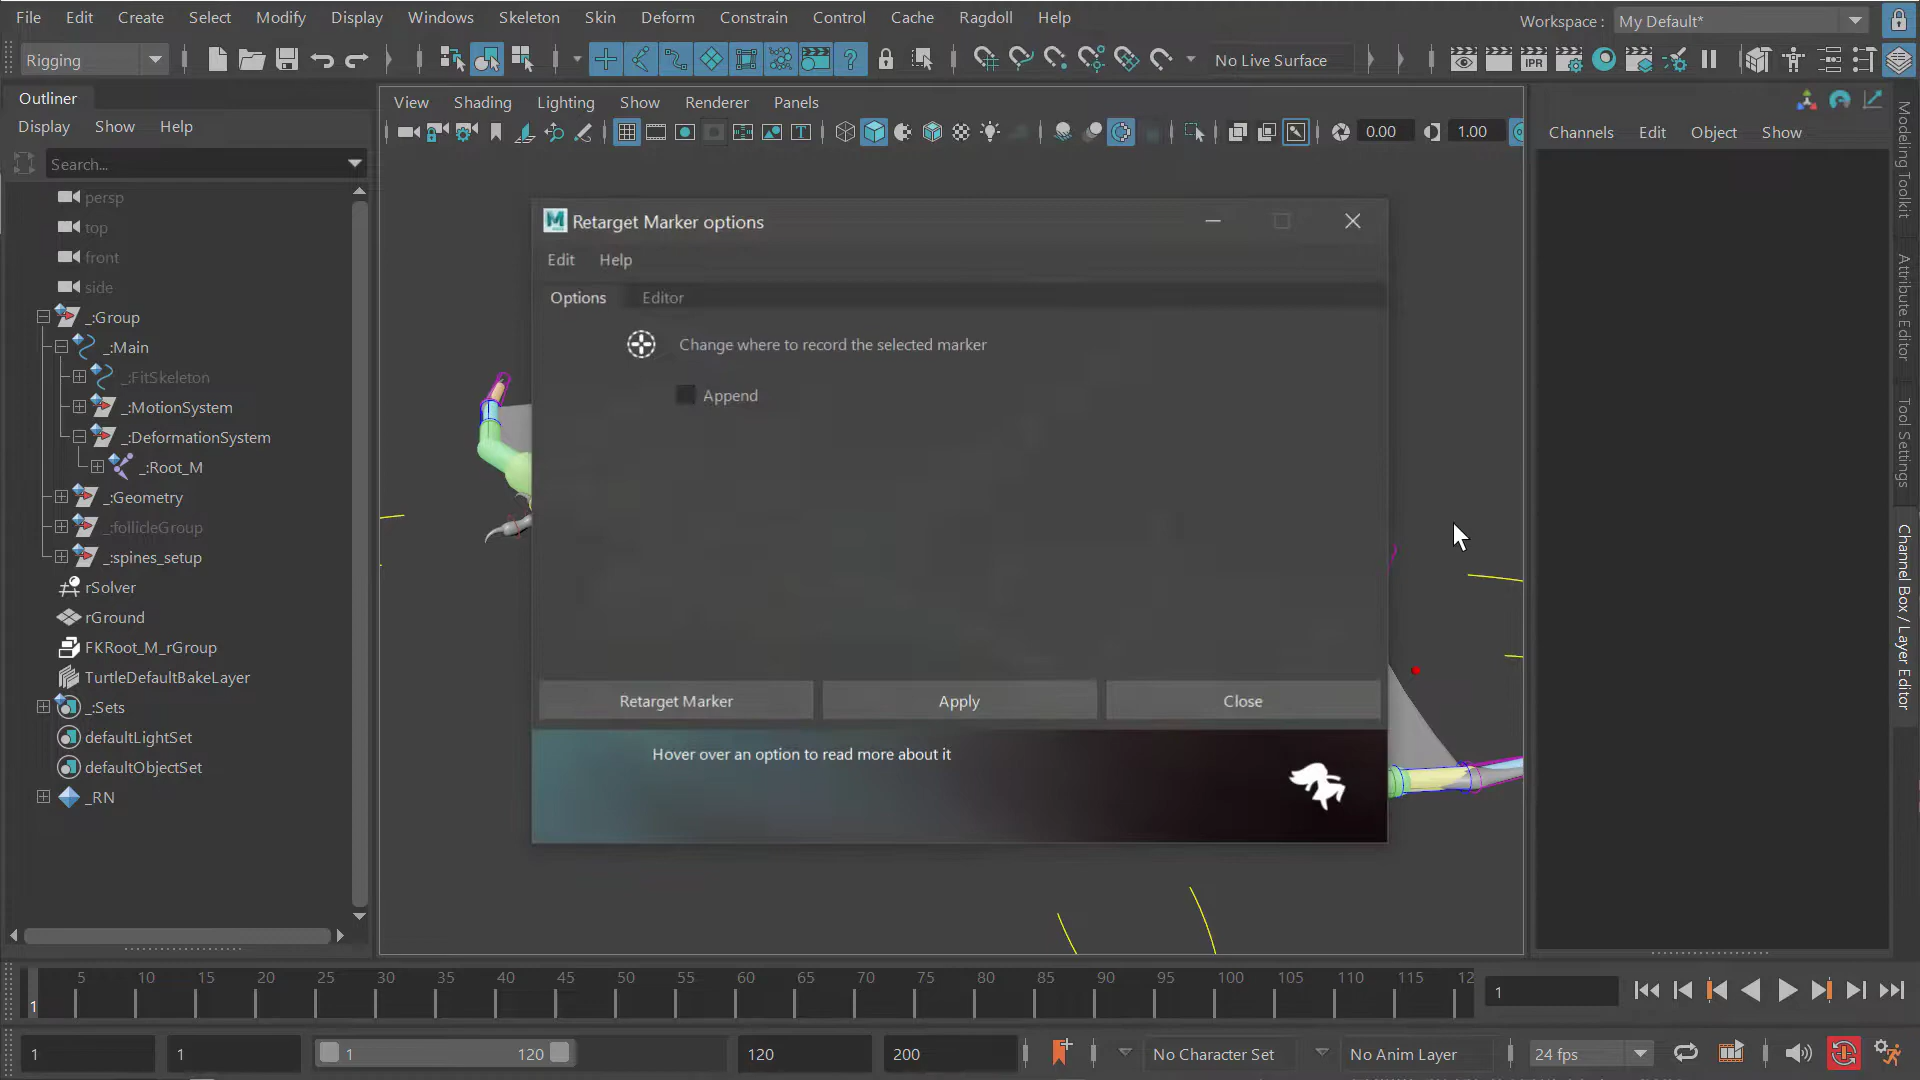 File Edit Create Select Modify Display Windows Skeleton Skin Deform Constrain Control Cache Ragdoll Help
Workspace : My Default*
Rigging
No Live Surface
IPR
Outliner
Display Show Help
Search...
persp
top
front
side
_:Group
_:Main
_:FitSkeleton
_:MotionSystem
_:DeformationSystem
_:Root_M
_:Geometry
_:follicleGroup
_:spines_setup
rSolver
rGround
FKRoot_M_rGroup
TurtleDefaultBakeLayer
_:Sets
defaultLightSet
defaultObjectSet
_RN
View Shading Lighting Show Renderer Panels
0.00 1.00
Retarget Marker options
Edit Help
Options Editor
Change where to record the selected marker
Append
Retarget Marker Apply Close
Hover over an option to read more about it
Channels Edit Object Show
Modeling Toolkit
Attribute Editor
Tool Settings
Channel Box / Layer Editor
5 10 15 20 25 30 35 40 45 50 55 60 65 70 75 80 85 90 95 100 105 110 115 12
1
1
1 1 1 120 120 200 No Character Set No Anim Layer 24 fps